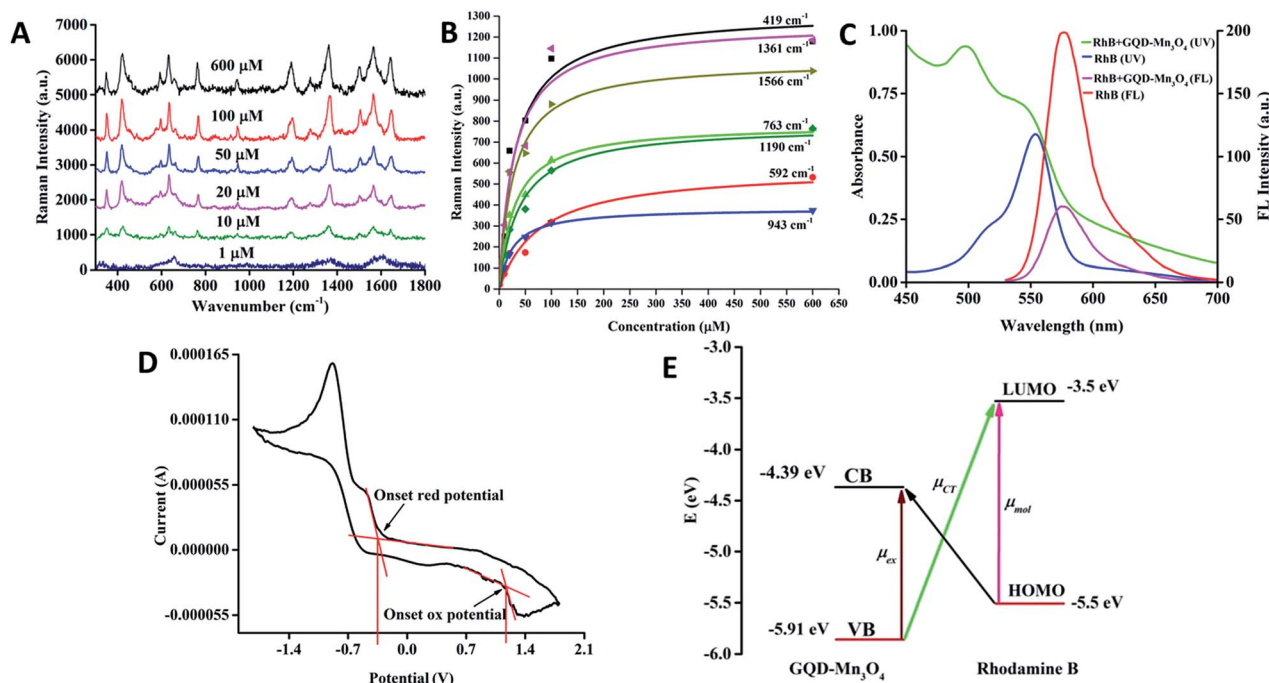 A
Raman Intensity (a.u.)
7000
6000
5000
4000
3000
2000
1000
0
600 μM
100 μM
50 μM
20 μM
10 μM
1 μM
400 600 800 1000 1200 1400 1600 1800
Wavenumber (cm⁻¹)
B
Raman Intensity (a.u.)
1300
1200
1100
1000
900
800
700
600
500
400
300
200
100
0
419 cm⁻¹
1361 cm⁻¹
1566 cm⁻¹
763 cm⁻¹
1190 cm⁻¹
592 cm⁻¹
943 cm⁻¹
0 50 100 150 200 250 300 350 400 450 500 550 600 650
Concentration (μM)
C
Absorbance
1.00
0.75
0.50
0.25
0.00
RhB+GQD-Mn₃O₄ (UV)
RhB (UV)
RhB+GQD-Mn₃O₄ (FL)
RhB (FL)
200
150
100
50
0
FL Intensity (a.u.)
450 500 550 600 650 700
Wavelength (nm)
D
Current (A)
0.000165
0.000110
0.000055
0.000000
-0.000055
Onset red potential
Onset ox potential
-1.4 -0.7 0.0 0.7 1.4 2.1
Potential (V)
E
E (eV)
-3.0
-3.5
-4.0
-4.5
-5.0
-5.5
-6.0
LUMO -3.5 eV
-4.39 eV CB
μCT
μmol
μex
HOMO -5.5 eV
-5.91 eV VB
GQD-Mn₃O₄ Rhodamine B